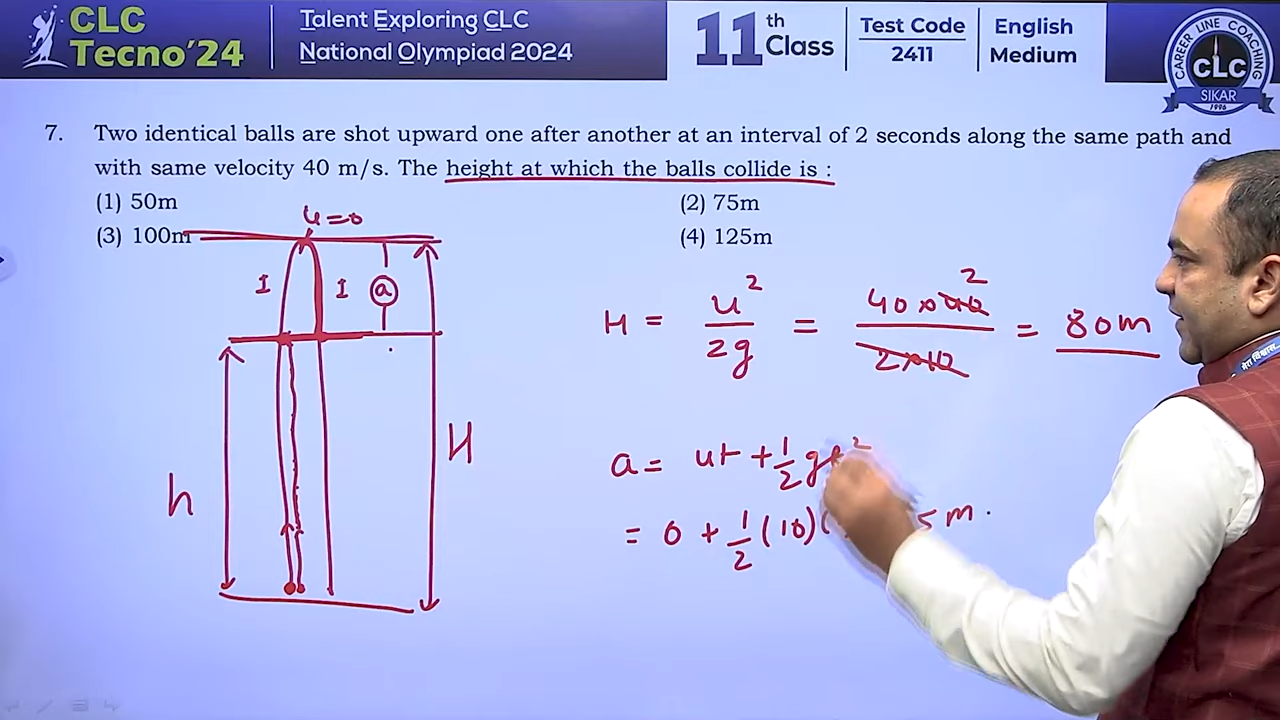 CLC
Tecno'24
Talent Exploring CLC
National Olympiad 2024
11th Class
Test Code
2411
English
Medium
CAREER LINE COACHING
CLC
SIKAR
1996
7. Two identical balls are shot upward one after another at an interval of 2 seconds along the same path and
with same velocity 40 m/s. The height at which the balls collide is :
(1) 50m
(2) 75m
(3) 100m
(4) 125m
u=0
1 1 a
H = u²/2g = 40×40/2×10 2 = 80m
h
H
a = ut + 1/2 gt²
= 0 + 1/2 (10)( 5 m.